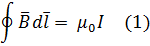 ∮ B̅dl̅ = μ₀I (1)